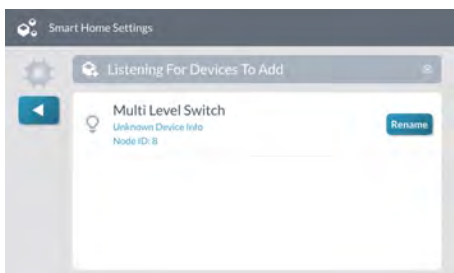 Smart Home Settings
Listening For Devices To Add
Multi Level Switch
Unknown Device Info
Rename
Node ID: 8